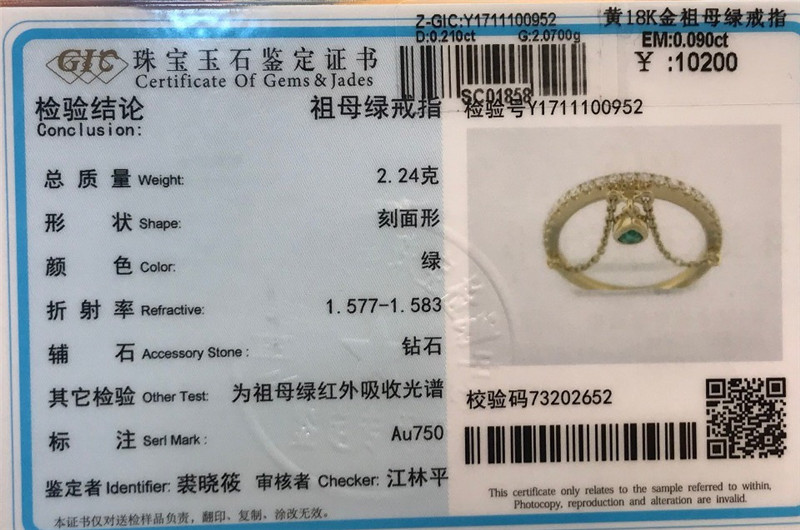 Z-GIC:Y1711100952 黄18K金祖母绿戒指
D:0.210ct G:2.0700g EM:0.090ct
¥:10200
SC01858
GIC 珠宝玉石鉴定证书
Certificate Of Gems & Jades
检验结论 祖母绿戒指 检验号Y1711100952
Conclusion:
总质量 Weight: 2.24克
形状 Shape: 刻面形
颜色 Color: 绿
折射率 Refractive: 1.577-1.583
辅石 Accessory Stone: 钻石
其它检验 Other Test: 为祖母绿红外吸收光谱
校验码73202652
标注 Serl Mark: Au750
鉴定者 Identifier: 裘晓筱 审核者 Checker: 江林平
This certificate only relates to the sample referred to within,
Photocopy, reproduction and alteration are invalid.
本证书仅对送检样品负责，翻印、复制、涂改无效。